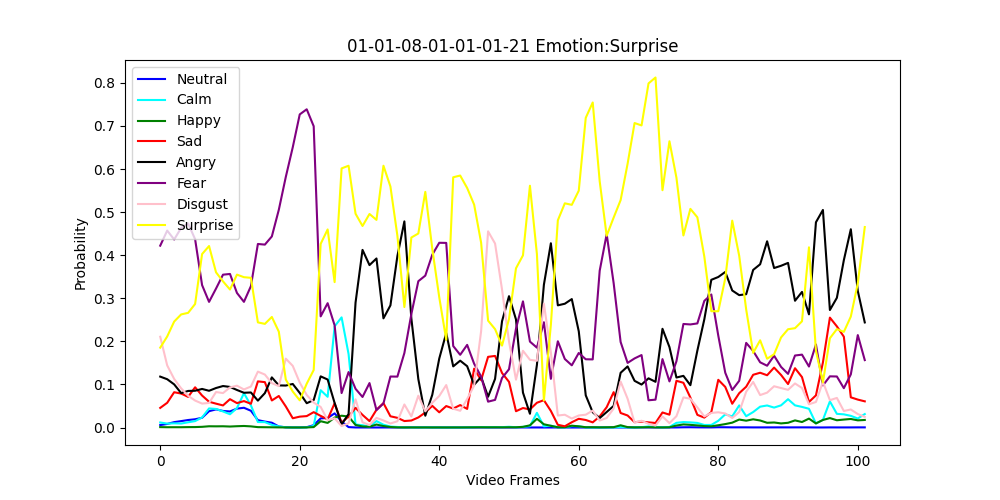 01-01-08-01-01-01-21 Emotion:Surprise
Neutral
Calm
Happy
Sad
Angry
Fear
Disgust
Surprise
Probability
0.8
0.7
0.6
0.5
0.4
0.3
0.2
0.1
0.0
0 20 40 60 80 100
Video Frames